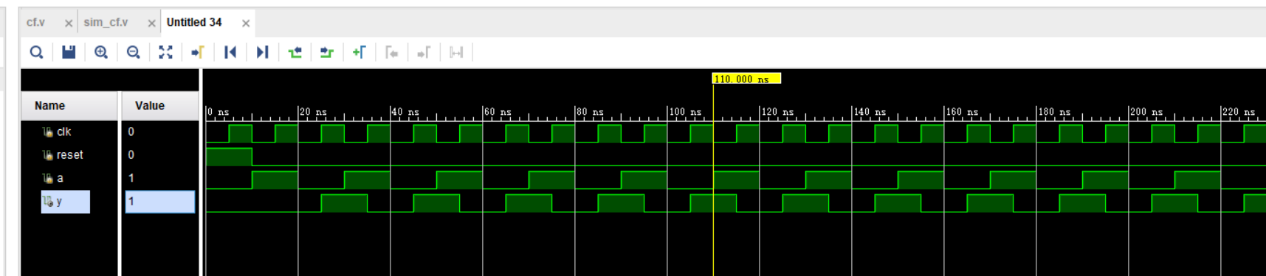 cf.v × sim_cf.v × Untitled 34 ×
110.000 ns
Name Value
0 ns 20 ns 40 ns 60 ns 80 ns 100 ns 120 ns 140 ns 160 ns 180 ns 200 ns 220 ns
clk 0
reset 0
a 1
y 1